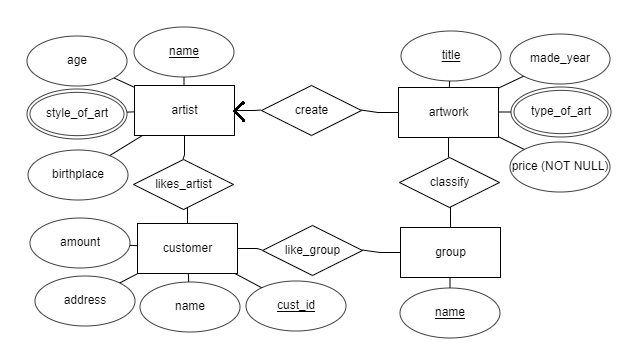 name
age
title
made_year
style_of_art
artist
create
artwork
type_of_art
birthplace
likes_artist
classify
price (NOT NULL)
amount
customer
like_group
group
address
name
cust_id
name